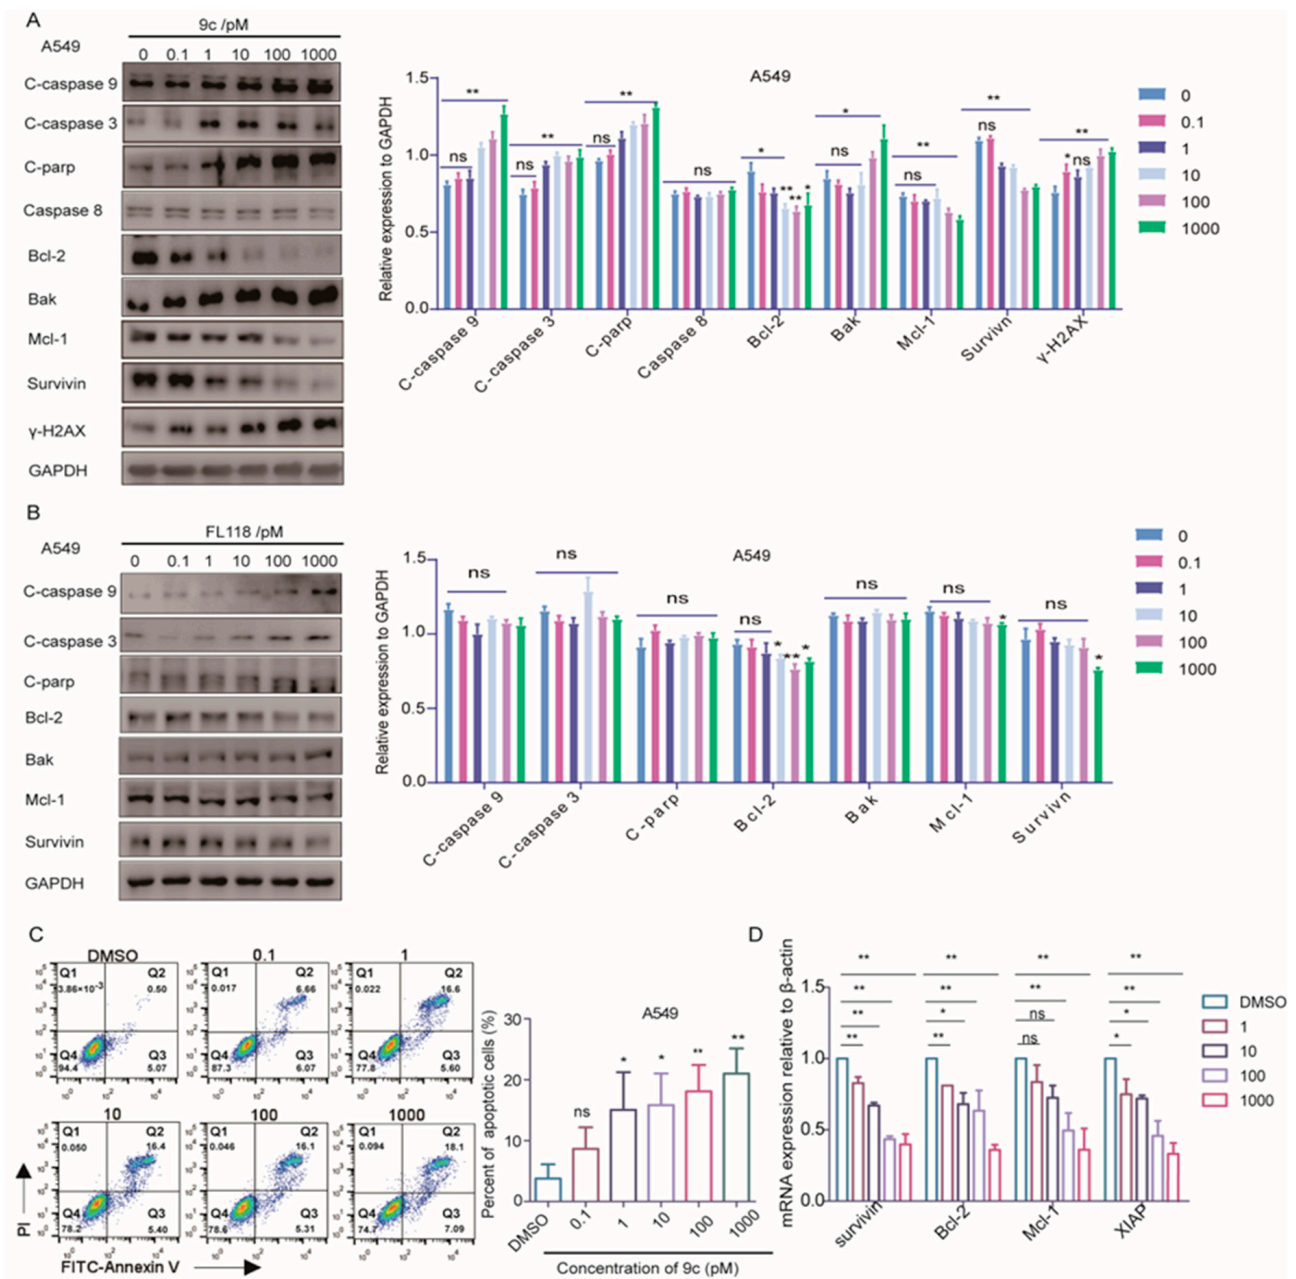 A
9c /pM
A549
0 0.1 1 10 100 1000
C-caspase 9
C-caspase 3
C-parp
Caspase 8
Bcl-2
Bak
Mcl-1
Survivin
γ-H2AX
GAPDH
A549
Relative expression to GAPDH
1.5
1.0
0.5
0.0
** ns
** ns
** ns
ns
* ** ** *
* ns
** ns
** ns
** * ns
C-caspase 9
C- caspase 3
C-parp
Caspase 8
Bcl-2
Bak
Mcl-1
Survivn
γ-H2AX
0
0.1
1
10
100
1000
B
FL118 /pM
A549
0 0.1 1 10 100 1000
C-caspase 9
C-caspase 3
C-parp
Bcl-2
Bak
Mcl-1
Survivin
GAPDH
A549
Relative expression to GAPDH
1.5
1.0
0.5
0.0
ns
ns
ns
ns * ** *
ns
ns *
ns *
C-caspase 9
C-caspase 3
C-parp
Bcl-2
Bak
Mcl-1
Survivn
0
0.1
1
10
100
1000
C
DMSO
Q1 Q2
3.86×10⁻³ 0.50
Q4 Q3
94.4 5.07
0.1
Q1 Q2
0.017 6.66
Q4 Q3
87.3 6.07
1
Q1 Q2
0.022 16.6
Q4 Q3
77.8 5.60
10
Q1 Q2
0.050 16.4
Q4 Q3
78.2 5.40
100
Q1 Q2
0.046 16.1
Q4 Q3
78.6 5.31
1000
Q1 Q2
0.094 18.1
Q4 Q3
74.7 7.09
PI
FITC-Annexin V
A549
Percent of apoptotic cells (%)
30
20
10
0
ns * * ** **
DMSO 0.1 1 10 100 1000
Concentration of 9c (pM)
D
mRNA expression relative to β-actin
1.5
1.0
0.5
0.0
** ** ** **
** ** * **
** ** ns ns
** ** * *
survivin
Bcl-2
Mcl-1
XIAP
DMSO
1
10
100
1000